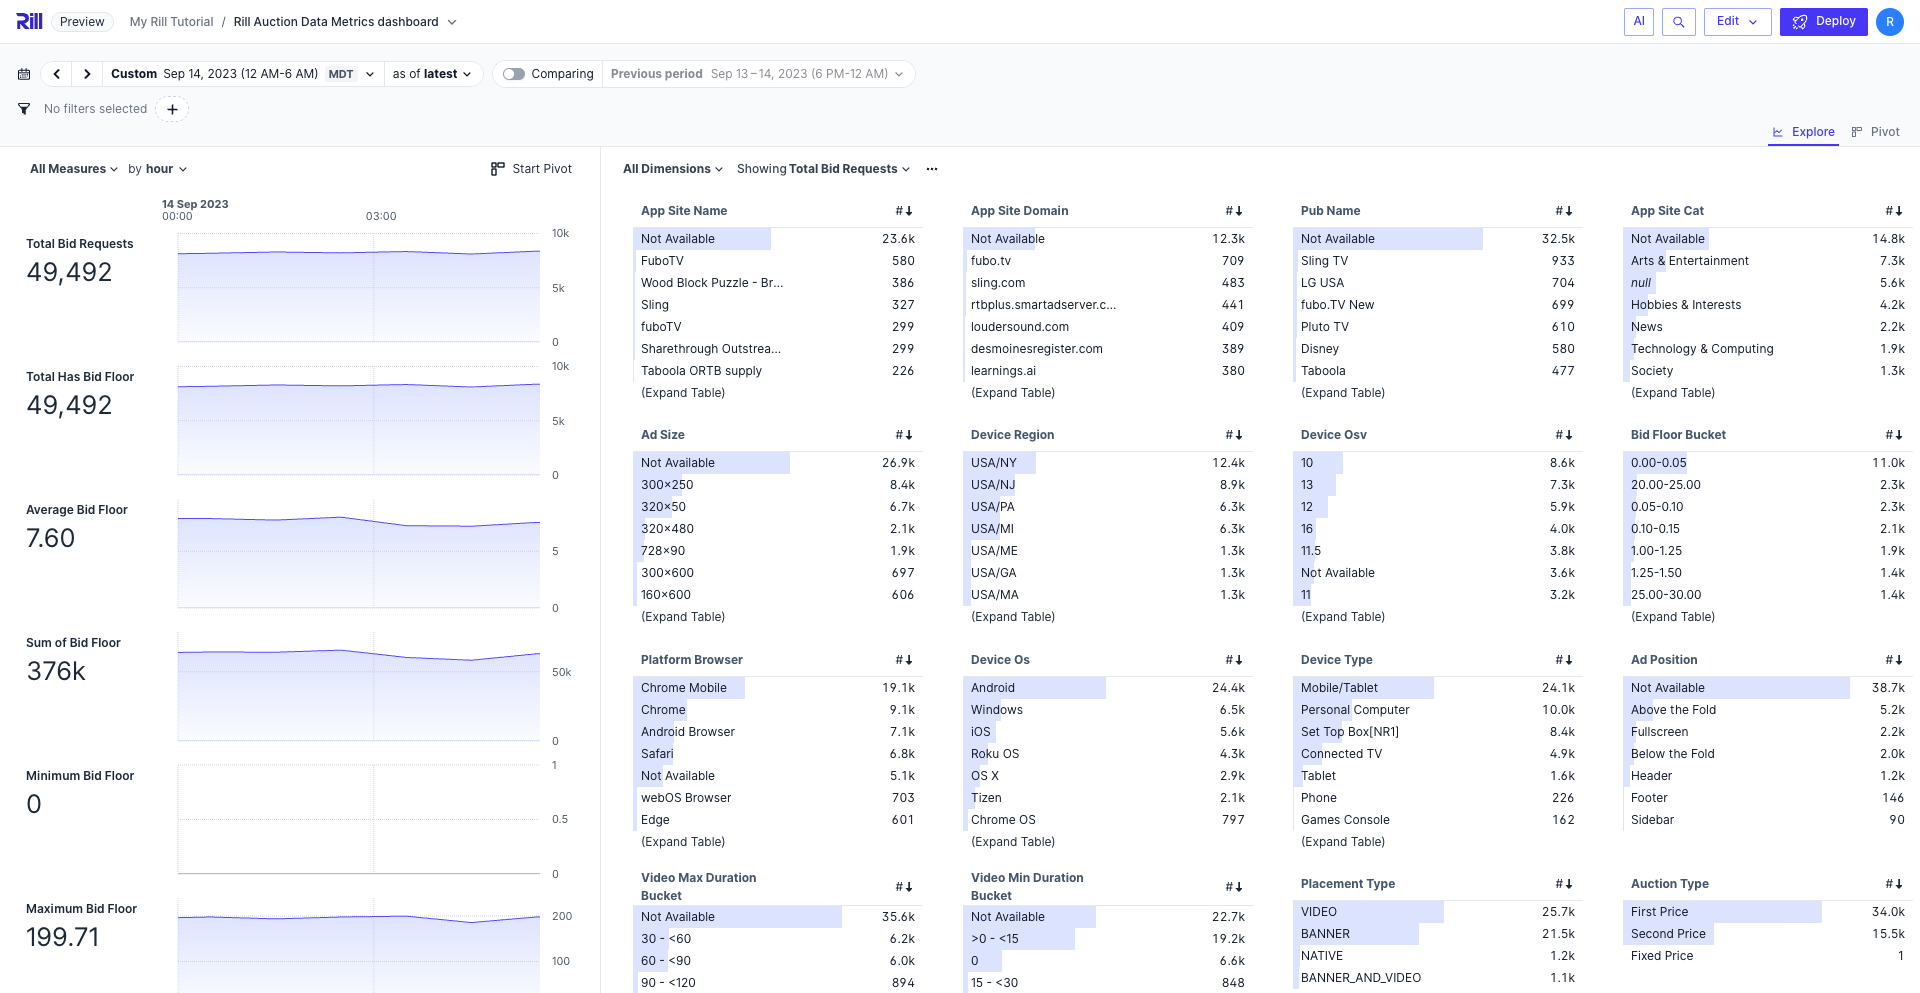 Rill Preview My Rill Tutorial / Rill Auction Data Metrics dashboard AI Edit Deploy R
Custom Sep 14, 2023 (12 AM-6 AM) MDT as of latest Comparing Previous period Sep 13–14, 2023 (6 PM-12 AM)
No filters selected +
Explore Pivot
All Measures by hour Start Pivot
14 Sep 2023
00:00 03:00
Total Bid Requests
49,492
10k
5k
0
Total Has Bid Floor
49,492
10k
5k
0
Average Bid Floor
7.60
5
0
Sum of Bid Floor
376k
50k
0
Minimum Bid Floor
0
1
0.5
0
Maximum Bid Floor
199.71
200
100
All Dimensions Showing Total Bid Requests ...
App Site Name #
Not Available 23.6k
FuboTV 580
Wood Block Puzzle - Br... 386
Sling 327
fuboTV 299
Sharethrough Outstrea... 299
Taboola ORTB supply 226
(Expand Table)
App Site Domain #
Not Available 12.3k
fubo.tv 709
sling.com 483
rtbplus.smartadserver.c... 441
loudersound.com 409
desmoinesregister.com 389
learnings.ai 380
(Expand Table)
Pub Name #
Not Available 32.5k
Sling TV 933
LG USA 704
fubo.TV New 699
Pluto TV 610
Disney 580
Taboola 477
(Expand Table)
App Site Cat #
Not Available 14.8k
Arts & Entertainment 7.3k
null 5.6k
Hobbies & Interests 4.2k
News 2.2k
Technology & Computing 1.9k
Society 1.3k
(Expand Table)
Ad Size #
Not Available 26.9k
300×250 8.4k
320×50 6.7k
320×480 2.1k
728×90 1.9k
300×600 697
160×600 606
(Expand Table)
Device Region #
USA/NY 12.4k
USA/NJ 8.9k
USA/PA 6.3k
USA/MI 6.3k
USA/ME 1.3k
USA/GA 1.3k
USA/MA 1.3k
(Expand Table)
Device Osv #
10 8.6k
13 7.3k
12 5.9k
16 4.0k
11.5 3.8k
Not Available 3.6k
11 3.2k
(Expand Table)
Bid Floor Bucket #
0.00-0.05 11.0k
20.00-25.00 2.3k
0.05-0.10 2.3k
0.10-0.15 2.1k
1.00-1.25 1.9k
1.25-1.50 1.4k
25.00-30.00 1.4k
(Expand Table)
Platform Browser #
Chrome Mobile 19.1k
Chrome 9.1k
Android Browser 7.1k
Safari 6.8k
Not Available 5.1k
webOS Browser 703
Edge 601
(Expand Table)
Device Os #
Android 24.4k
Windows 6.5k
iOS 5.6k
Roku OS 4.3k
OS X 2.9k
Tizen 2.1k
Chrome OS 797
(Expand Table)
Device Type #
Mobile/Tablet 24.1k
Personal Computer 10.0k
Set Top Box[NR1] 8.4k
Connected TV 4.9k
Tablet 1.6k
Phone 226
Games Console 162
(Expand Table)
Ad Position #
Not Available 38.7k
Above the Fold 5.2k
Fullscreen 2.2k
Below the Fold 2.0k
Header 1.2k
Footer 146
Sidebar 90
Video Max Duration
Bucket #
Not Available 35.6k
30 - <60 6.2k
60 - <90 6.0k
90 - <120 894
Video Min Duration
Bucket #
Not Available 22.7k
>0 - <15 19.2k
0 6.6k
15 - <30 848
Placement Type #
VIDEO 25.7k
BANNER 21.5k
NATIVE 1.2k
BANNER_AND_VIDEO 1.1k
Auction Type #
First Price 34.0k
Second Price 15.5k
Fixed Price 1